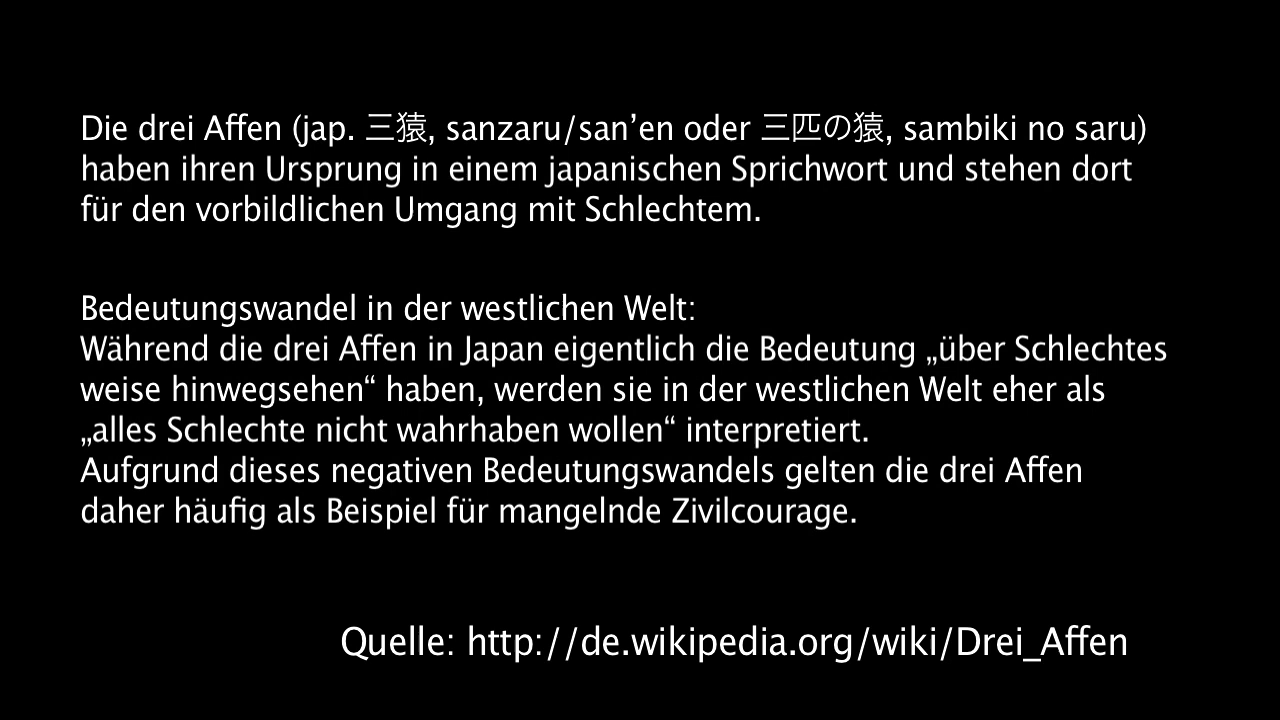 Die drei Affen (jap. 三猿, sanzaru/san’en oder 三匹の猿, sambiki no saru)
haben ihren Ursprung in einem japanischen Sprichwort und stehen dort
für den vorbildlichen Umgang mit Schlechtem.
Bedeutungswandel in der westlichen Welt:
Während die drei Affen in Japan eigentlich die Bedeutung „über Schlechtes
weise hinwegsehen“ haben, werden sie in der westlichen Welt eher als
„alles Schlechte nicht wahrhaben wollen“ interpretiert.
Aufgrund dieses negativen Bedeutungswandels gelten die drei Affen
daher häufig als Beispiel für mangelnde Zivilcourage.
Quelle: http://de.wikipedia.org/wiki/Drei_Affen